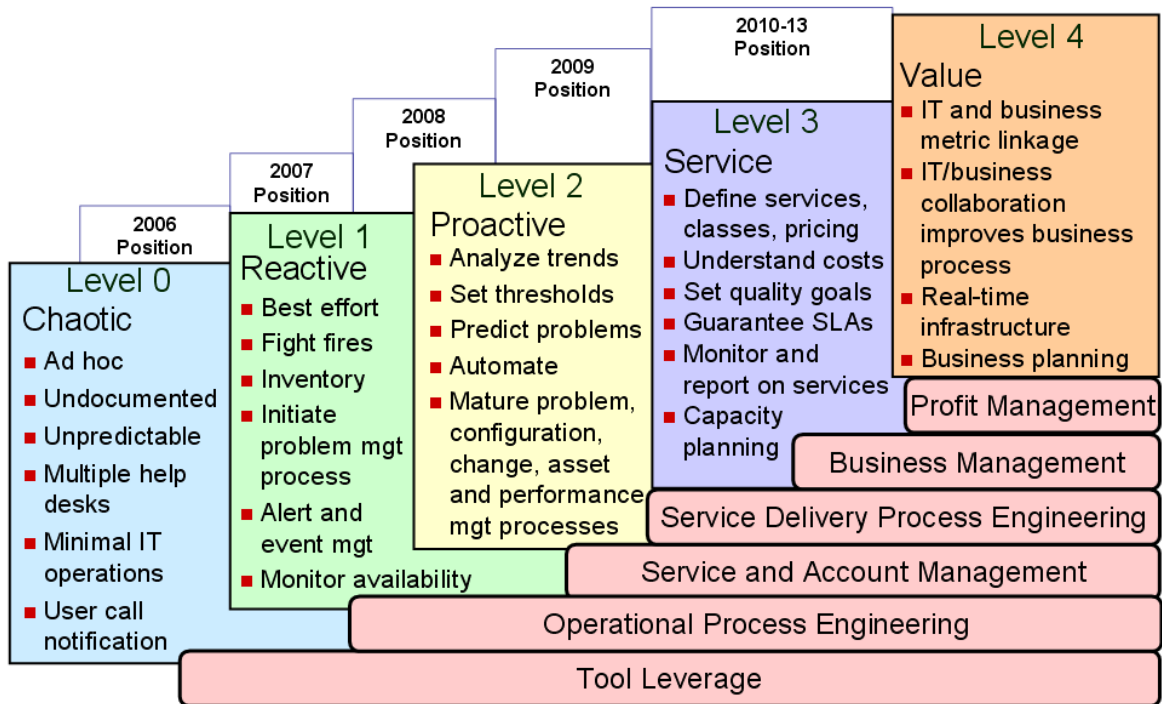 2006
Position
Level 0
Chaotic
Ad hoc
Undocumented
Unpredictable
Multiple help
desks
Minimal IT
operations
User call
notification
2007
Position
Level 1
Reactive
Best effort
Fight fires
Inventory
Initiate
problem mgt
process
Alert and
event mgt
Monitor availability
2008
Position
Level 2
Proactive
Analyze trends
Set thresholds
Predict problems
Automate
Mature problem,
configuration,
change, asset
and performance
mgt processes
2009
Position
Level 3
Service
Define services,
classes, pricing
Understand costs
Set quality goals
Guarantee SLAs
Monitor and
report on services
Capacity
planning
2010-13
Position
Level 4
Value
IT and business
metric linkage
IT/business
collaboration
improves business
process
Real-time
infrastructure
Business planning
Profit Management
Business Management
Service Delivery Process Engineering
Service and Account Management
Operational Process Engineering
Tool Leverage